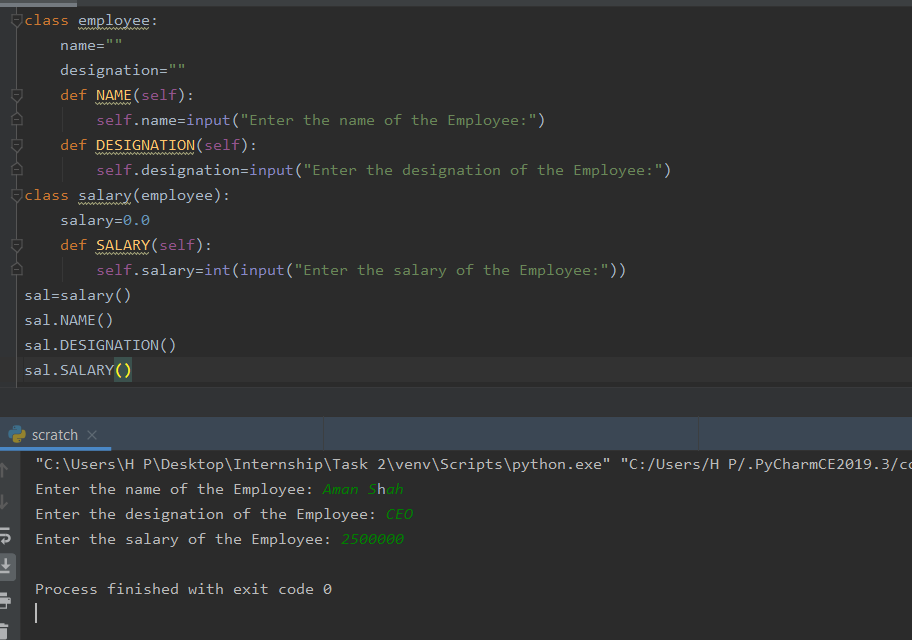 class employee:
    name=""
    designation=""
    def NAME(self):
        self.name=input("Enter the name of the Employee:")
    def DESIGNATION(self):
        self.designation=input("Enter the designation of the Employee:")
class salary(employee):
    salary=0.0
    def SALARY(self):
        self.salary=int(input("Enter the salary of the Employee:"))
sal=salary()
sal.NAME()
sal.DESIGNATION()
sal.SALARY()
scratch ×
"C:\Users\H P\Desktop\Internship\Task 2\venv\Scripts\python.exe" "C:/Users/H P/.PyCharmCE2019.3/co
Enter the name of the Employee: Aman Shah
Enter the designation of the Employee: CEO
Enter the salary of the Employee: 2500000
Process finished with exit code 0